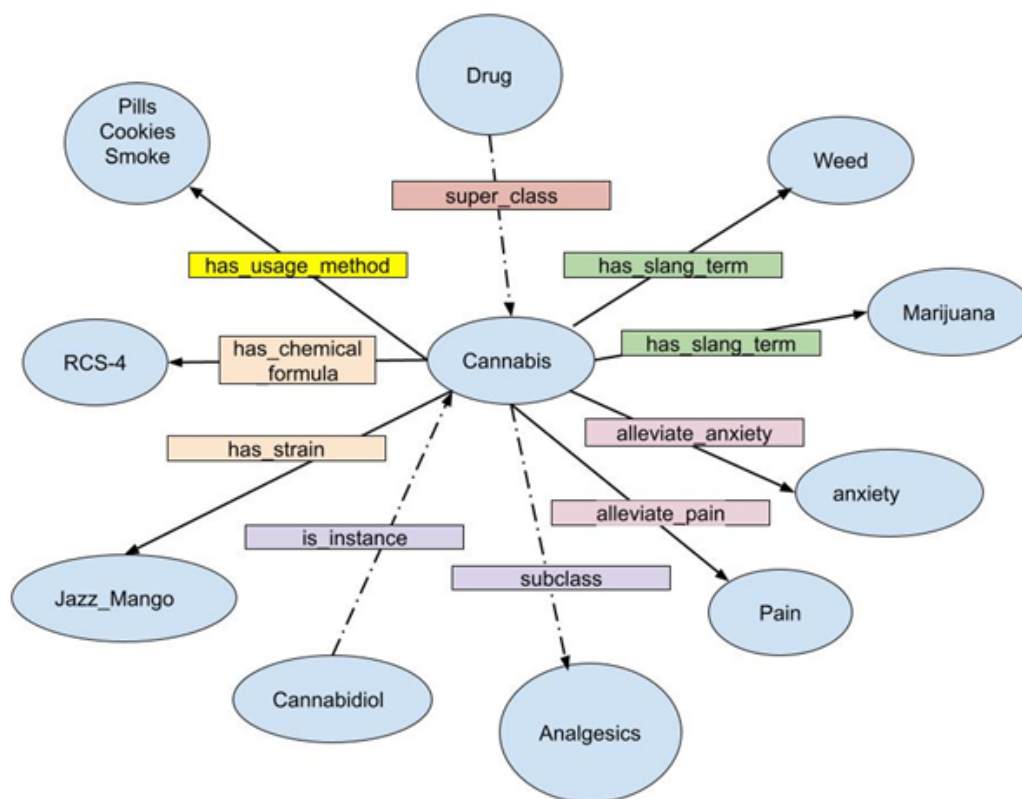 Drug
Pills
Cookies
Smoke
Weed
super_class
has_usage_method
has_slang_term
Marijuana
has_slang_term
has_chemical
_formula
RCS-4
Cannabis
alleviate_anxiety
has_strain
anxiety
alleviate_pain
is_instance
subclass
Jazz_Mango
Pain
Cannabidiol
Analgesics